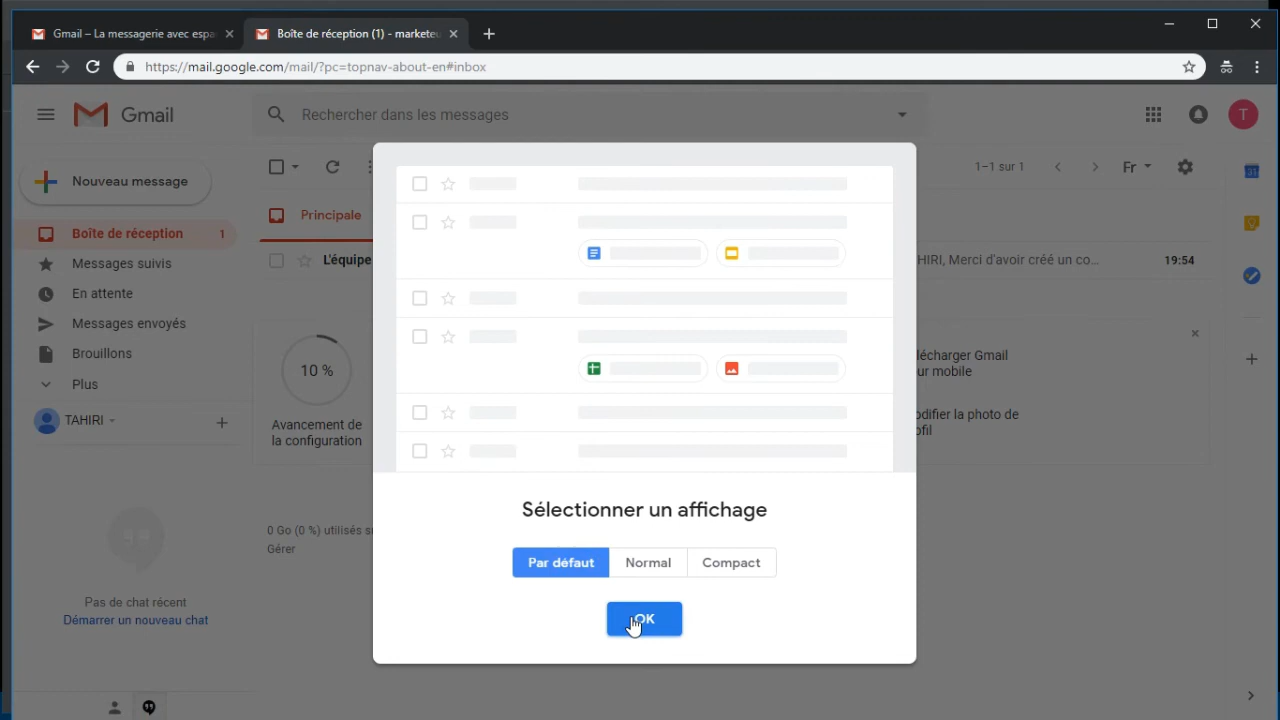 Gmail – La messagerie avec espa
Boîte de réception (1) - marketeu
https://mail.google.com/mail/?pc=topnav-about-en#inbox
Gmail
Rechercher dans les messages
T
Nouveau message
1–1 sur 1
Fr
31
Principale
Boîte de réception 1
L'équipe
HIRI, Merci d'avoir créé un co...
19:54
Messages suivis
En attente
Messages envoyés
Brouillons
Plus
TAHIRI
10 %
Avancement de
la configuration
lécharger Gmail
ur mobile
odifier la photo de
ofil
0 Go (0 %) utilisés s
Gérer
Pas de chat récent
Démarrer un nouveau chat
Sélectionner un affichage
Par défaut
Normal
Compact
OK